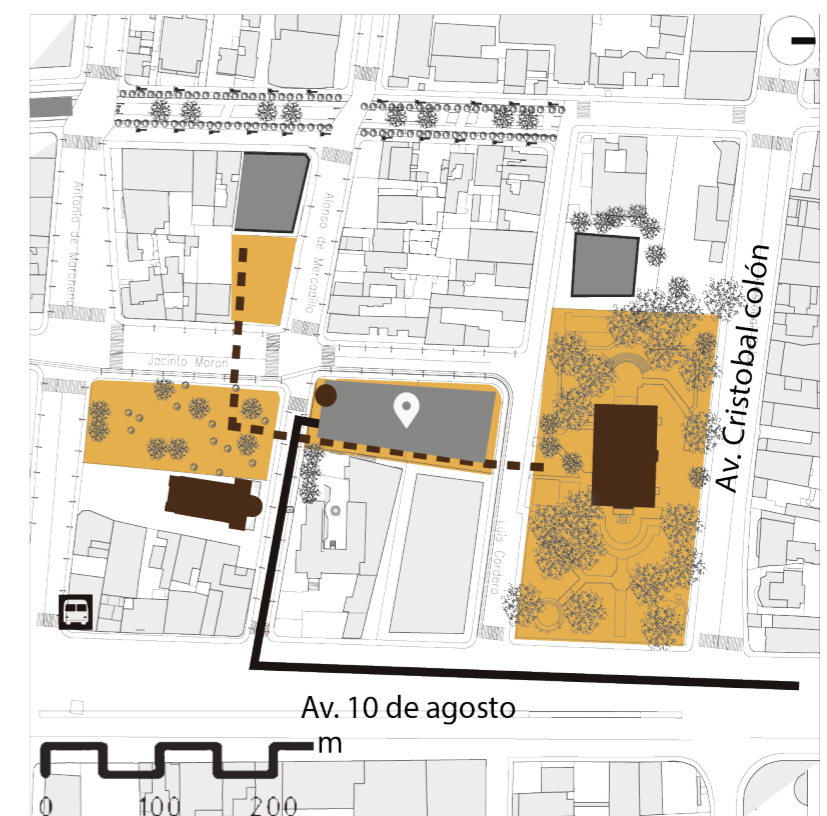 Antonio de Marchena
Alonso de Mercadillo
Jacinto Moran
Luis Cordero
Av. Cristobal colón
Av. 10 de agosto
m
0 100 200